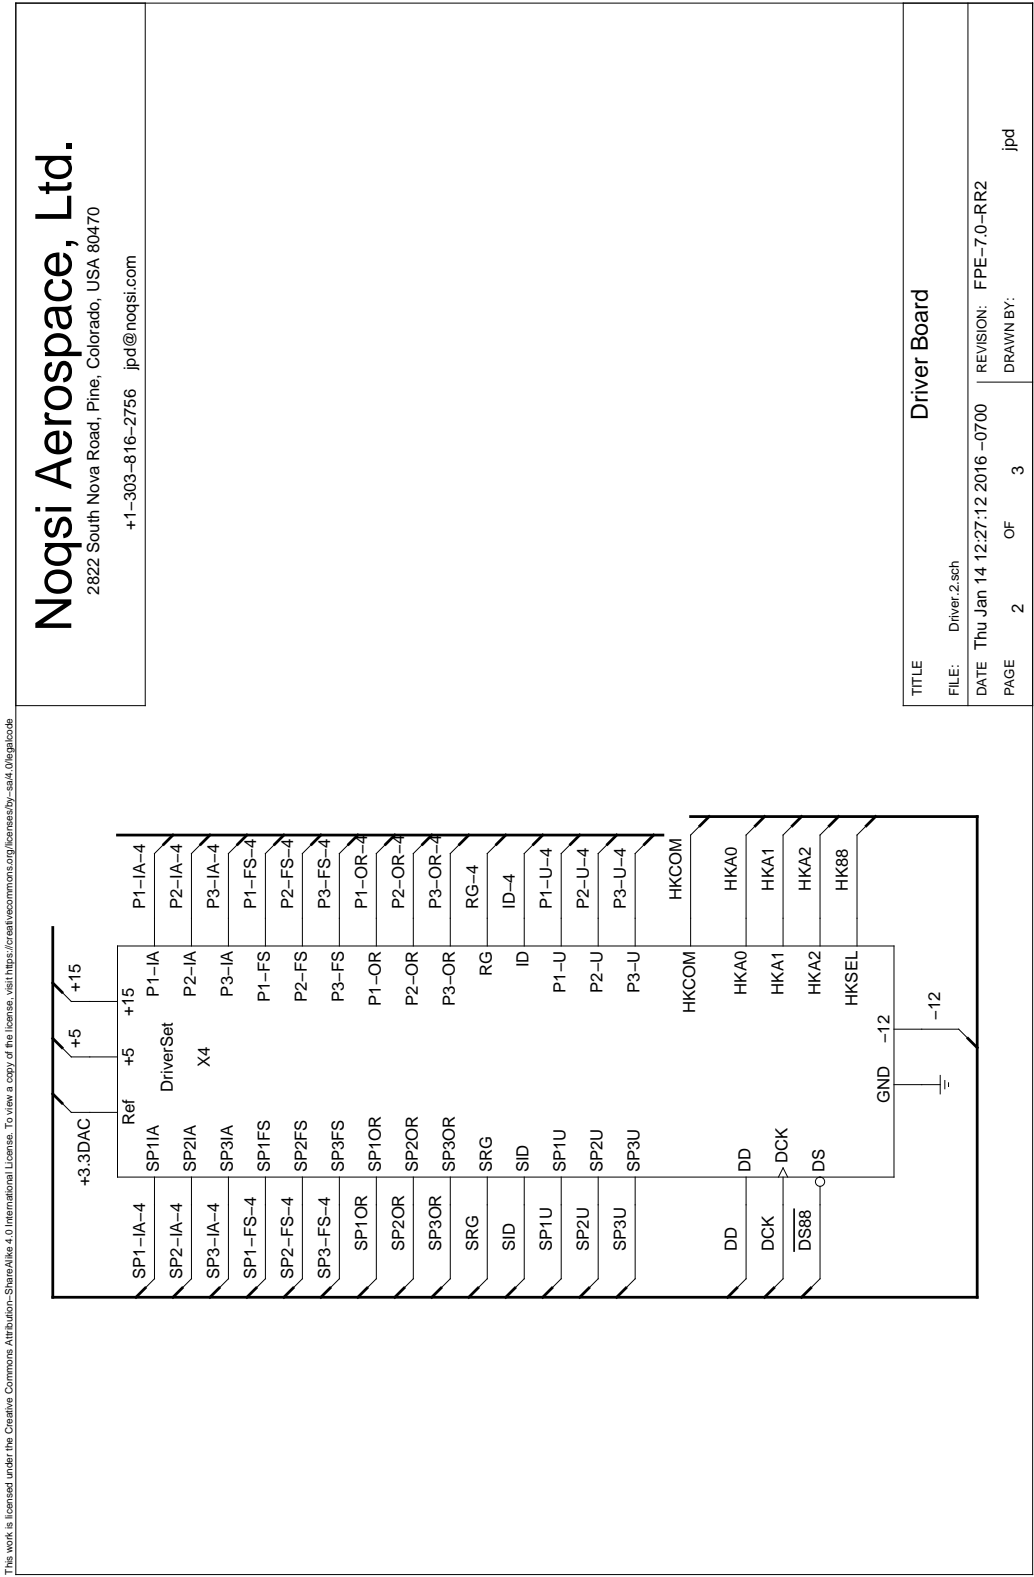 This work is licensed under the Creative Commons Attribution−ShareAlike 4.0 International License. To view a copy of the license, visit https://creativecommons.org/licenses/by−sa/4.0/legalcode
Noqsi Aerospace, Ltd.
2822 South Nova Road, Pine, Colorado, USA 80470
+1−303−816−2756 jpd@noqsi.com
+3.3DAC
+5
+15
Ref
+5
+15
DriverSet
X4
SP1−IA−4
SP1IA
P1−IA
P1−IA−4
SP2−IA−4
SP2IA
P2−IA
P2−IA−4
SP3−IA−4
SP3IA
P3−IA
P3−IA−4
SP1−FS−4
SP1FS
P1−FS
P1−FS−4
SP2−FS−4
SP2FS
P2−FS
P2−FS−4
SP3−FS−4
SP3FS
P3−FS
P3−FS−4
SP1OR
SP1OR
P1−OR
P1−OR−4
SP2OR
SP2OR
P2−OR
P2−OR−4
SP3OR
SP3OR
P3−OR
P3−OR−4
SRG
SRG
RG
RG−4
SID
SID
ID
ID−4
SP1U
SP1U
P1−U
P1−U−4
SP2U
SP2U
P2−U
P2−U−4
SP3U
SP3U
P3−U
P3−U−4
HKCOM
HKCOM
DD
DD
HKA0
HKA0
DCK
DCK
HKA1
HKA1
DS88
DS
HKA2
HKA2
HKSEL
HK88
GND
−12
−12
TITLE
Driver Board
FILE: Driver.2.sch
DATE Thu Jan 14 12:27:12 2016 −0700
REVISION: FPE−7.0−RR2
PAGE 2 OF 3
DRAWN BY: jpd